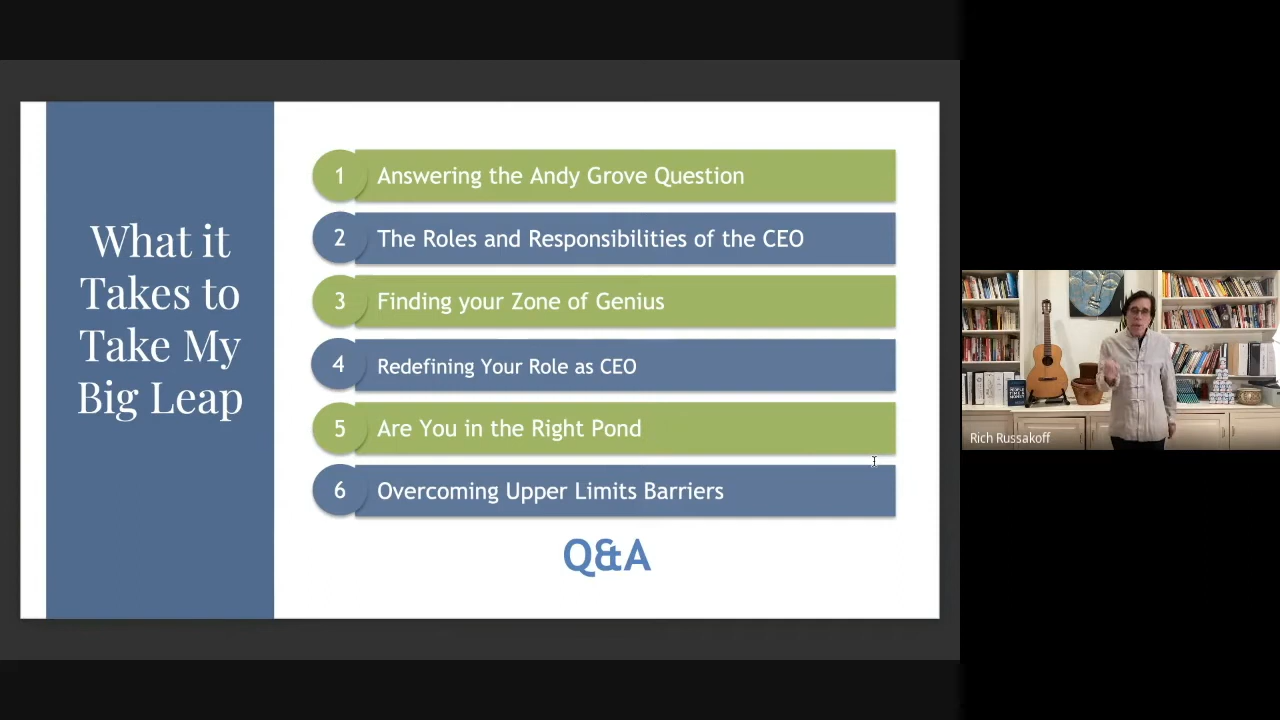 What it
Takes to
Take My
Big Leap
1 Answering the Andy Grove Question
2 The Roles and Responsibilities of the CEO
3 Finding your Zone of Genius
4 Redefining Your Role as CEO
5 Are You in the Right Pond
6 Overcoming Upper Limits Barriers
Q&A
Rich Russakoff